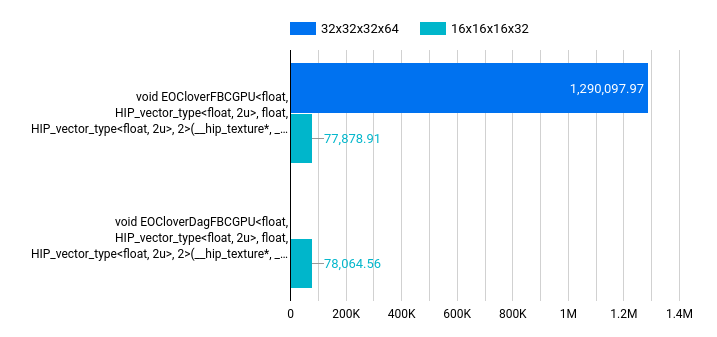 32x32x32x64
16x16x16x32
void EOCloverFBCGPU<float,
HIP_vector_type<float, 2u>, float,
HIP_vector_type<float, 2u>, 2>(__hip_texture*, _…
1,290,097.97
77,878.91
void EOCloverDagFBCGPU<float,
HIP_vector_type<float, 2u>, float,
HIP_vector_type<float, 2u>, 2>(__hip_texture*, _…
78,064.56
0 200K 400K 600K 800K 1M 1.2M 1.4M